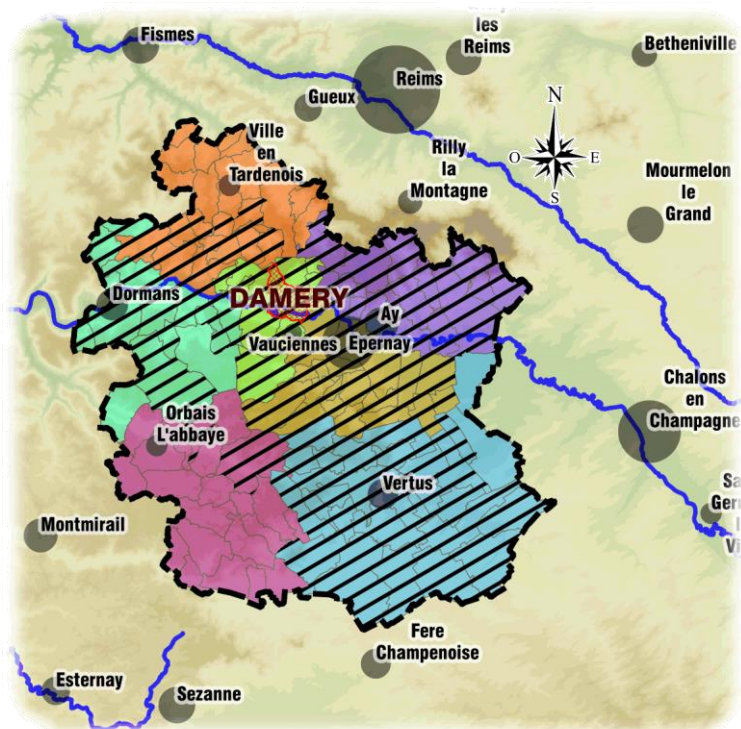 les
Reims
Fismes
Betheniville
Reims
Gueux
N
O
E
S
Ville
en
Tardenois
Rilly
la
Montagne
Mourmelon
le
Grand
Dormans
DAMERY
Ay
Vauciennes
Epernay
Chalons
en
Champagne
Orbais
L'abbaye
Vertus
Montmirail
Fere
Champenoise
Esternay
Sezanne